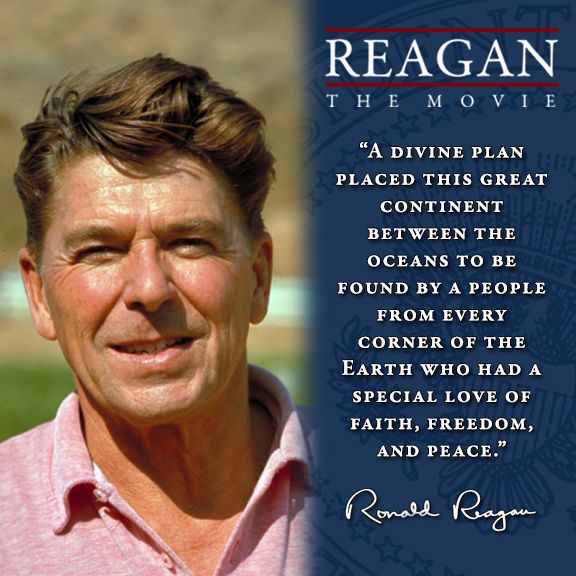 REAGAN
THE MOVIE
“A DIVINE PLAN
PLACED THIS GREAT
CONTINENT
BETWEEN THE
OCEANS TO BE
FOUND BY A PEOPLE
FROM EVERY
CORNER OF THE
EARTH WHO HAD A
SPECIAL LOVE OF
FAITH, FREEDOM,
AND PEACE.”
Ronald Reagan